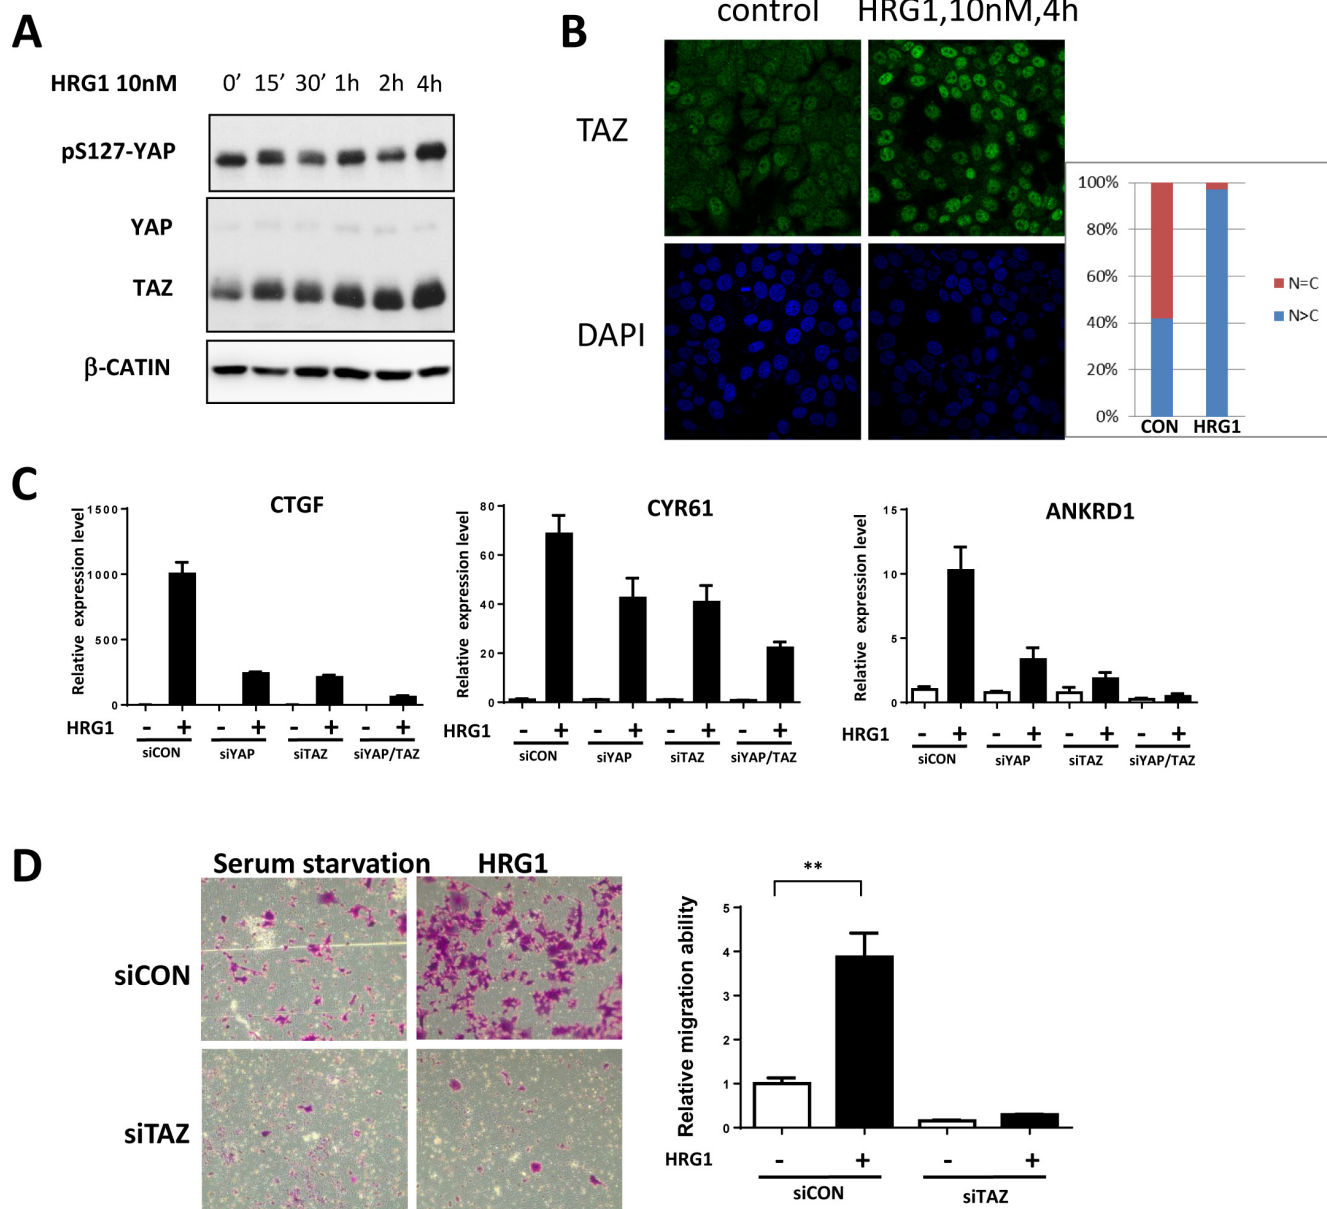 A
HRG1 10nM 0’ 15’ 30’ 1h 2h 4h
pS127-YAP
YAP
TAZ
β-CATIN
B
control HRG1,10nM,4h
TAZ
DAPI
100%
80%
60%
40%
20%
0%
CON HRG1
N=C
N>C
C
CTGF
Relative expression level
1500
1000
500
0
HRG1 - + - + - + - +
siCON siYAP siTAZ siYAP/TAZ
CYR61
Relative expression level
80
60
40
20
0
HRG1 - + - + - + - +
siCON siYAP siTAZ siYAP/TAZ
ANKRD1
Relative expression level
15
10
5
0
HRG1 - + - + - + - +
siCON siYAP siTAZ siYAP/TAZ
D
Serum starvation HRG1
siCON
siTAZ
**
Relative migration ability
5
4
3
2
1
0
HRG1 - + - +
siCON siTAZ